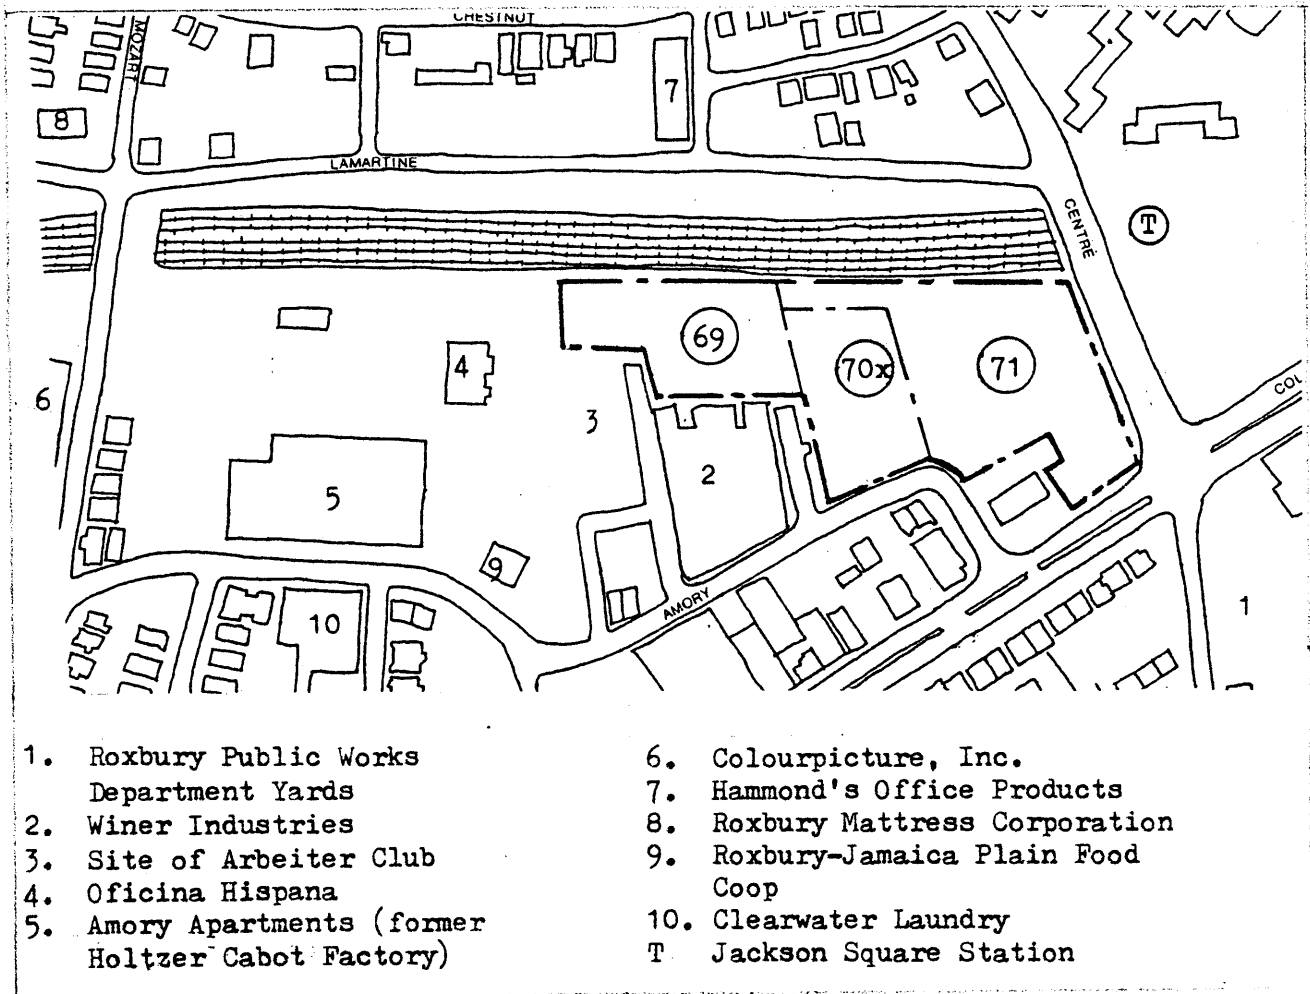 CHESTNUT
MOZART
7
8
LAMARTINE
CENTRE
T
69
70x
71
4
6
3
COL
2
5
9
AMORY
10
1
1. Roxbury Public Works
Department Yards
2. Winer Industries
3. Site of Arbeiter Club
4. Oficina Hispana
5. Amory Apartments (former
Holtzer Cabot Factory)
6. Colourpicture, Inc.
7. Hammond's Office Products
8. Roxbury Mattress Corporation
9. Roxbury-Jamaica Plain Food
Coop
10. Clearwater Laundry
T Jackson Square Station